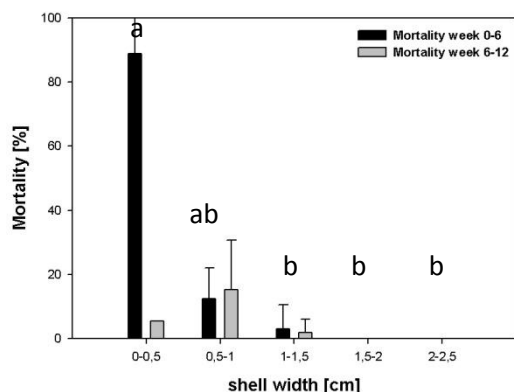 100
80
60
40
20
0
Mortality [%]
Mortality week 0-6
Mortality week 6-12
a
ab
b b b
0-0,5 0,5-1 1-1,5 1,5-2 2-2,5
shell width [cm]